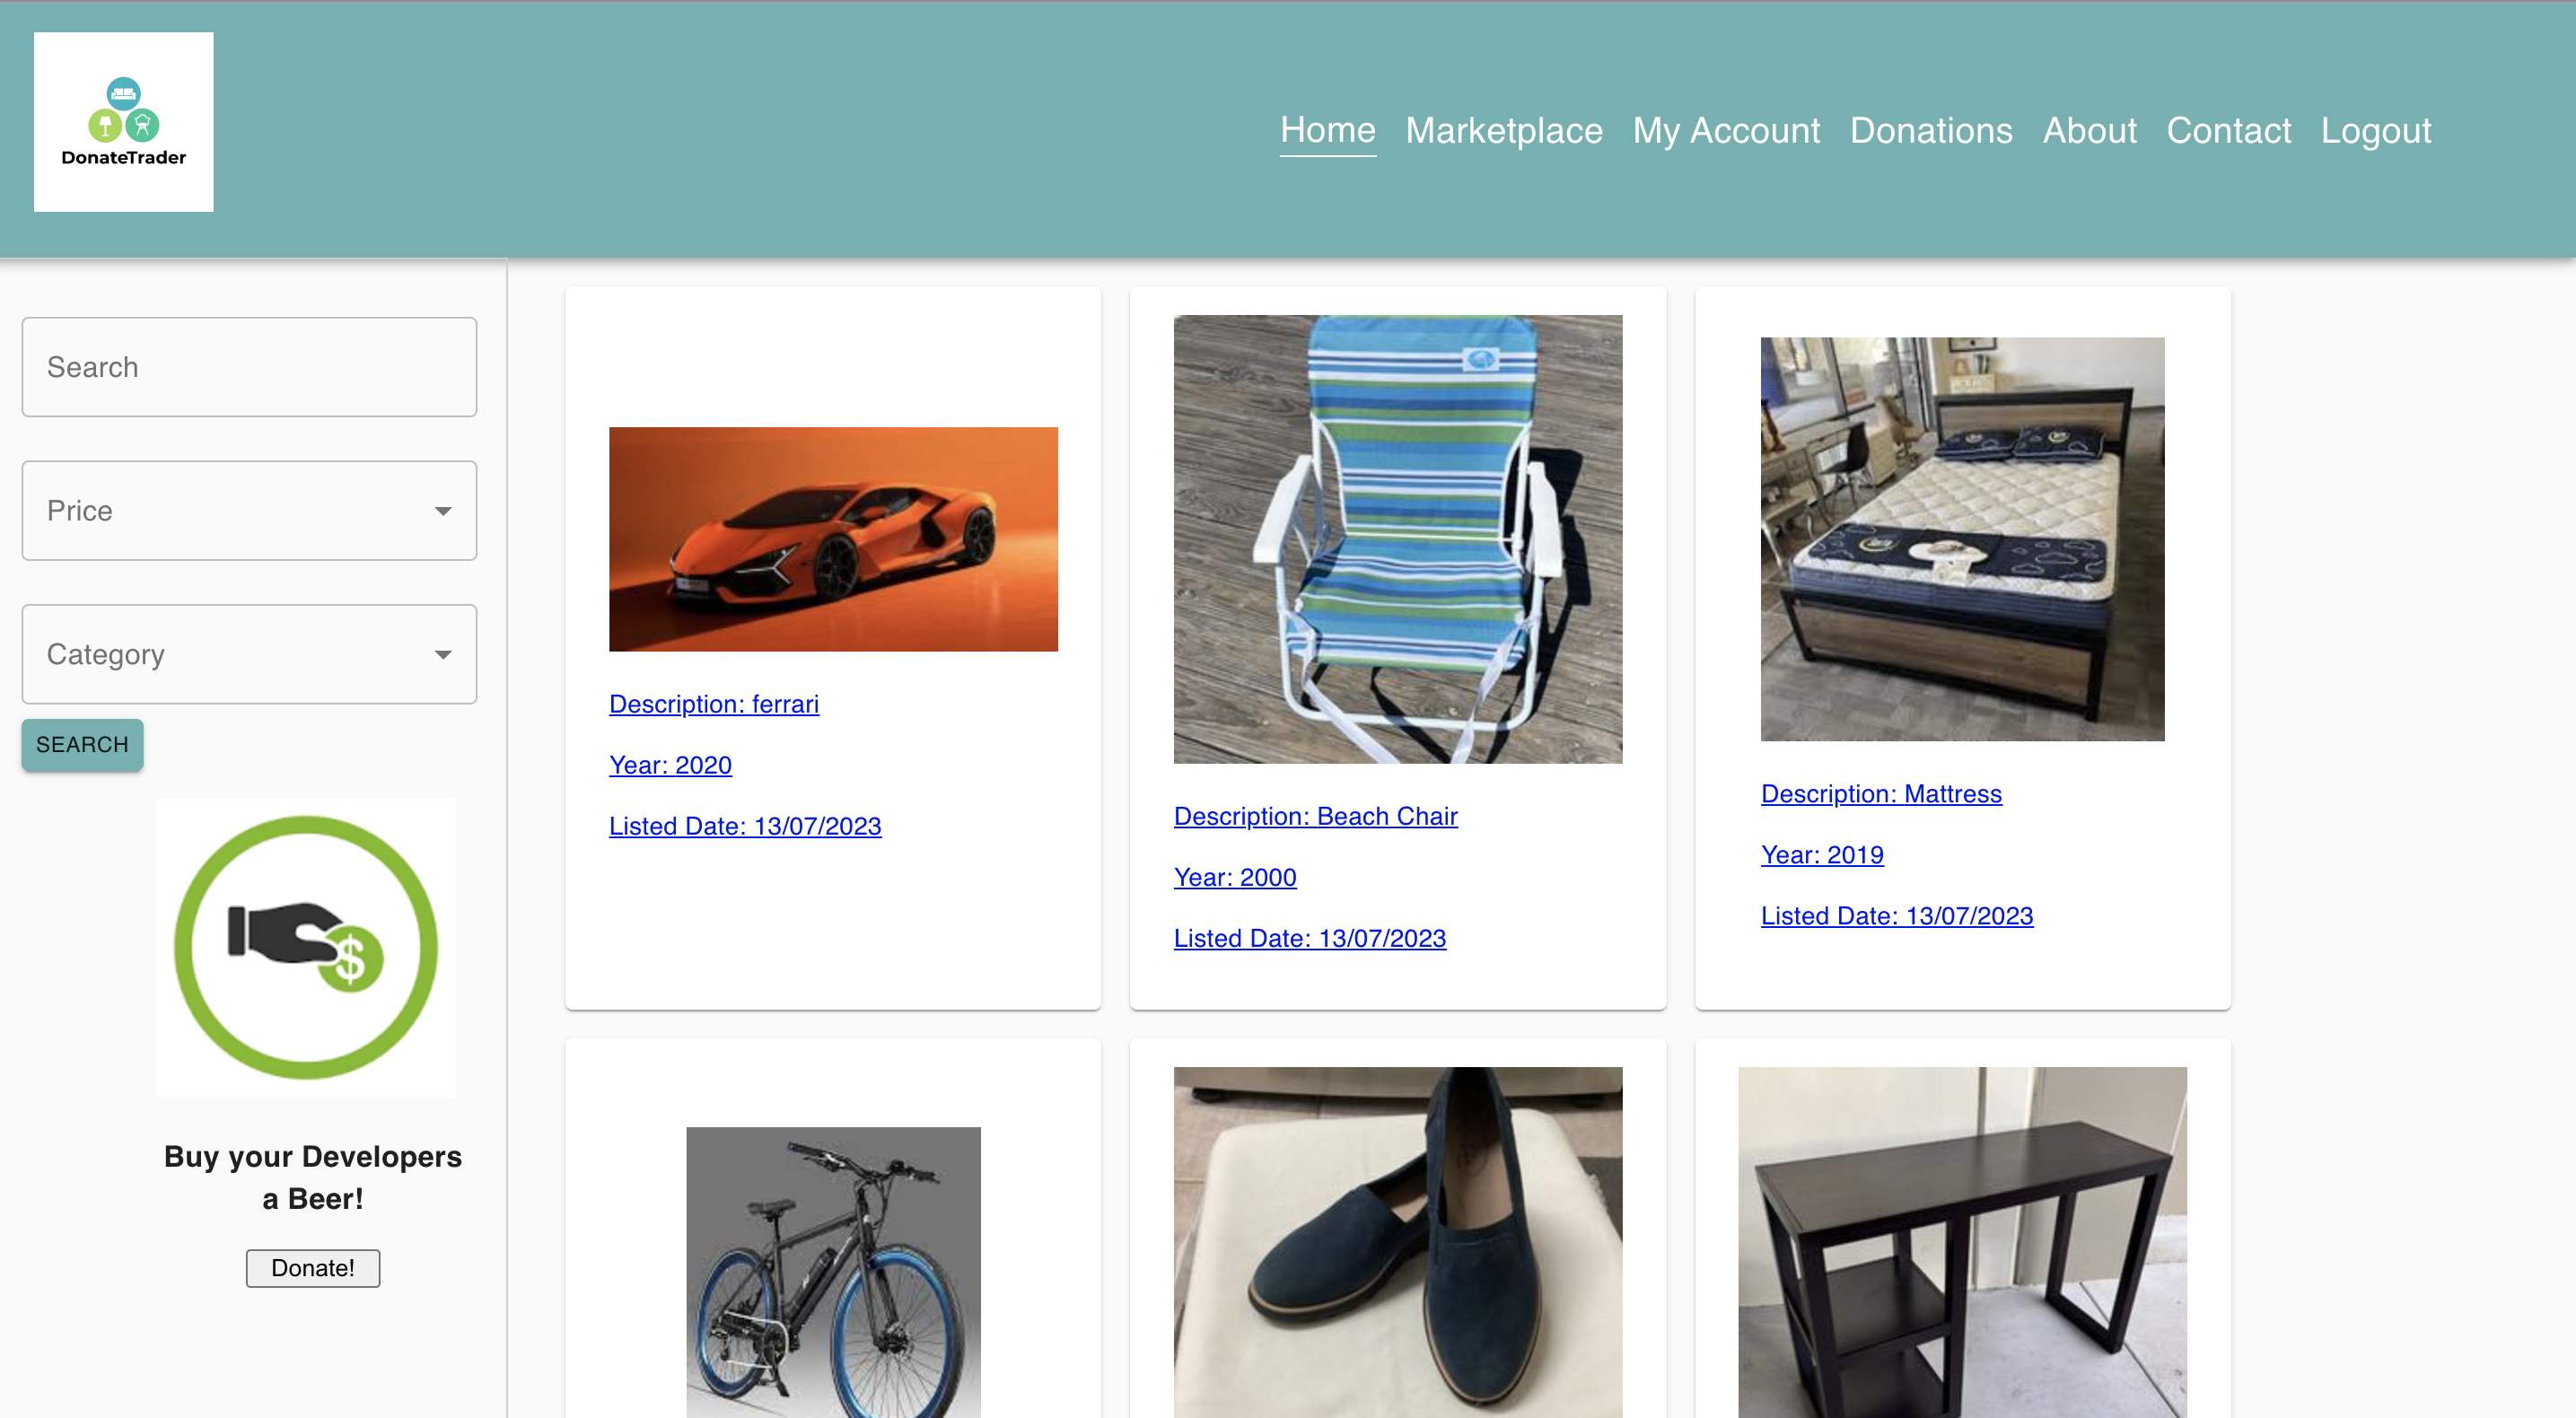 DonateTrader
Home Marketplace My Account Donations About Contact Logout
Search
Price
Category
SEARCH
$
Buy your Developers
a Beer!
Donate!
Description: ferrari
Year: 2020
Listed Date: 13/07/2023
Description: Beach Chair
Year: 2000
Listed Date: 13/07/2023
Description: Mattress
Year: 2019
Listed Date: 13/07/2023